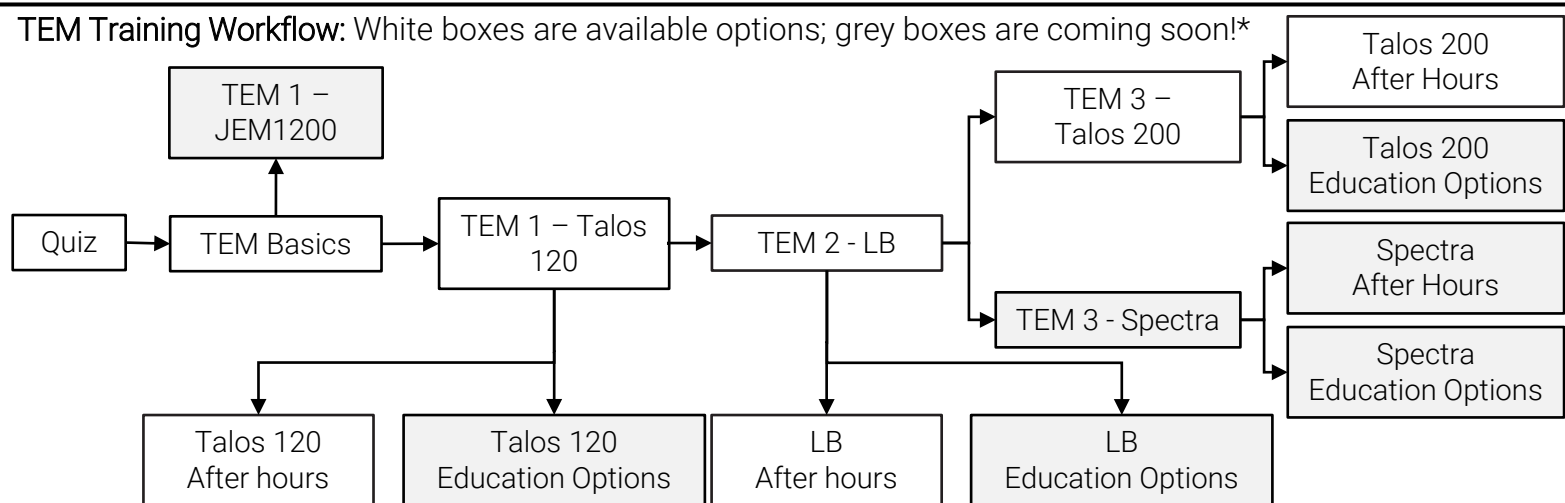 TEM Training Workflow: White boxes are available options; grey boxes are coming soon!*
TEM 1 –
JEM1200
TEM 3 –
Talos 200
Talos 200
After Hours
Talos 200
Education Options
Quiz
TEM Basics
TEM 1 – Talos
120
TEM 2 - LB
TEM 3 - Spectra
Spectra
After Hours
Spectra
Education Options
Talos 120
After hours
Talos 120
Education Options
LB
After hours
LB
Education Options